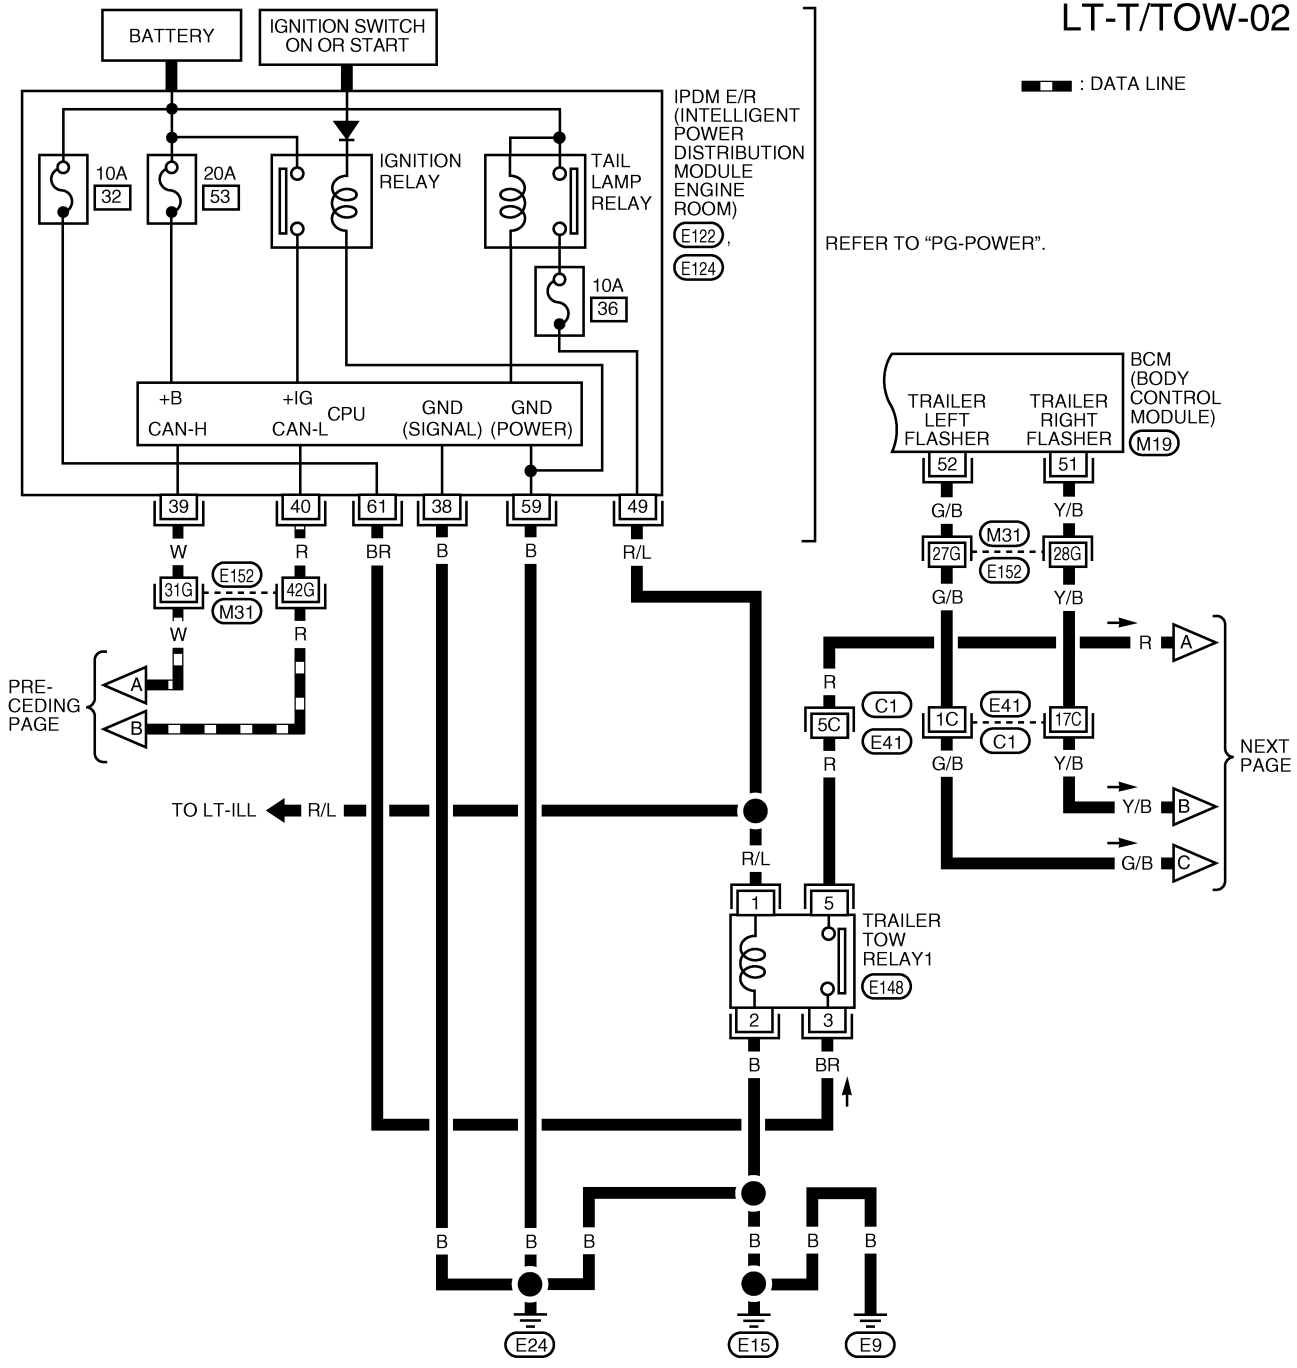 LT-T/TOW-02
BATTERY
IGNITION SWITCH
ON OR START
: DATA LINE
IPDM E/R
(INTELLIGENT
POWER
DISTRIBUTION
MODULE
ENGINE
ROOM)
E122 ,
E124
REFER TO “PG-POWER”.
10A
32
20A
53
IGNITION
RELAY
TAIL
LAMP
RELAY
10A
36
+B
+IG
CPU
GND
(SIGNAL)
GND
(POWER)
CAN-H
CAN-L
39
40
61
38
59
49
W
R
BR
B
B
R/L
31G
E152
M31
42G
W
R
PRE-
CEDING
PAGE
A
B
BCM
(BODY
CONTROL
MODULE)
M19
TRAILER
LEFT
FLASHER
TRAILER
RIGHT
FLASHER
52
51
G/B
Y/B
27G
M31
E152
28G
G/B
Y/B
R
A
R
5C
C1
E41
1C
E41
C1
17C
R
G/B
Y/B
NEXT
PAGE
Y/B
B
G/B
C
TO LT-ILL
R/L
R/L
1
5
TRAILER
TOW
RELAY1
E148
2
3
B
BR
B
B
B
B
B
B
E24
E15
E9